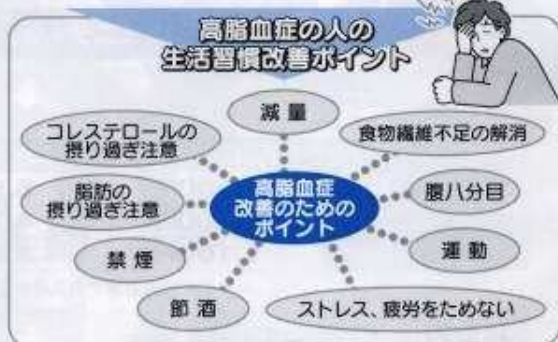 高脂血症の人の
生活習慣改善ポイント
減量
コレステロールの
摂り過ぎ注意
食物繊維不足の解消
脂肪の
摂り過ぎ注意
高脂血症
改善のための
ポイント
腹八分目
禁煙
運動
節酒
ストレス、疲労をためない